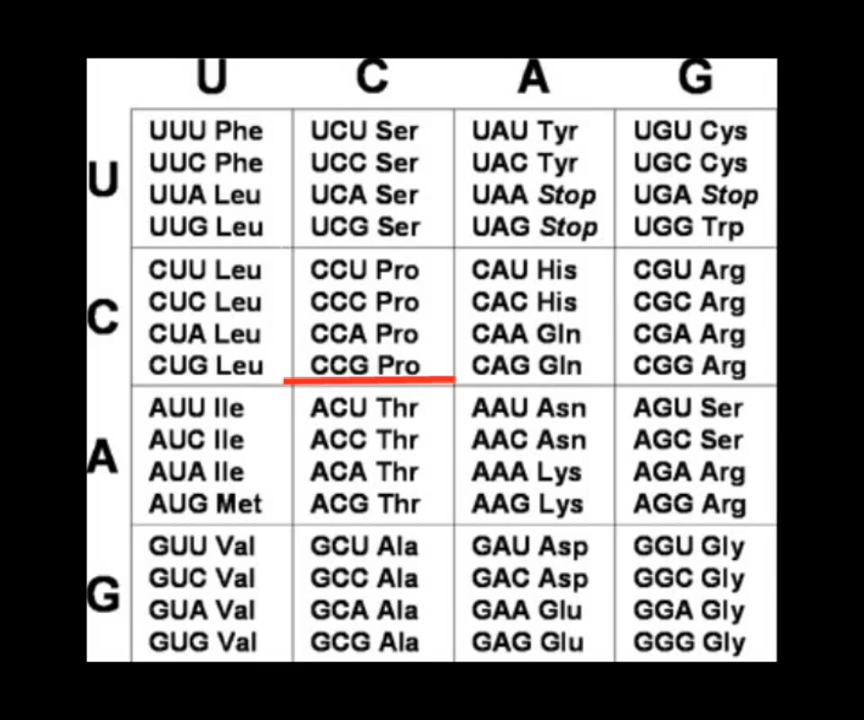 U C A G
U
UUU Phe UCU Ser UAU Tyr UGU Cys
UUC Phe UCC Ser UAC Tyr UGC Cys
UUA Leu UCA Ser UAA Stop UGA Stop
UUG Leu UCG Ser UAG Stop UGG Trp
C
CUU Leu CCU Pro CAU His CGU Arg
CUC Leu CCC Pro CAC His CGC Arg
CUA Leu CCA Pro CAA Gln CGA Arg
CUG Leu CCG Pro CAG Gln CGG Arg
A
AUU Ile ACU Thr AAU Asn AGU Ser
AUC Ile ACC Thr AAC Asn AGC Ser
AUA Ile ACA Thr AAA Lys AGA Arg
AUG Met ACG Thr AAG Lys AGG Arg
G
GUU Val GCU Ala GAU Asp GGU Gly
GUC Val GCC Ala GAC Asp GGC Gly
GUA Val GCA Ala GAA Glu GGA Gly
GUG Val GCG Ala GAG Glu GGG Gly